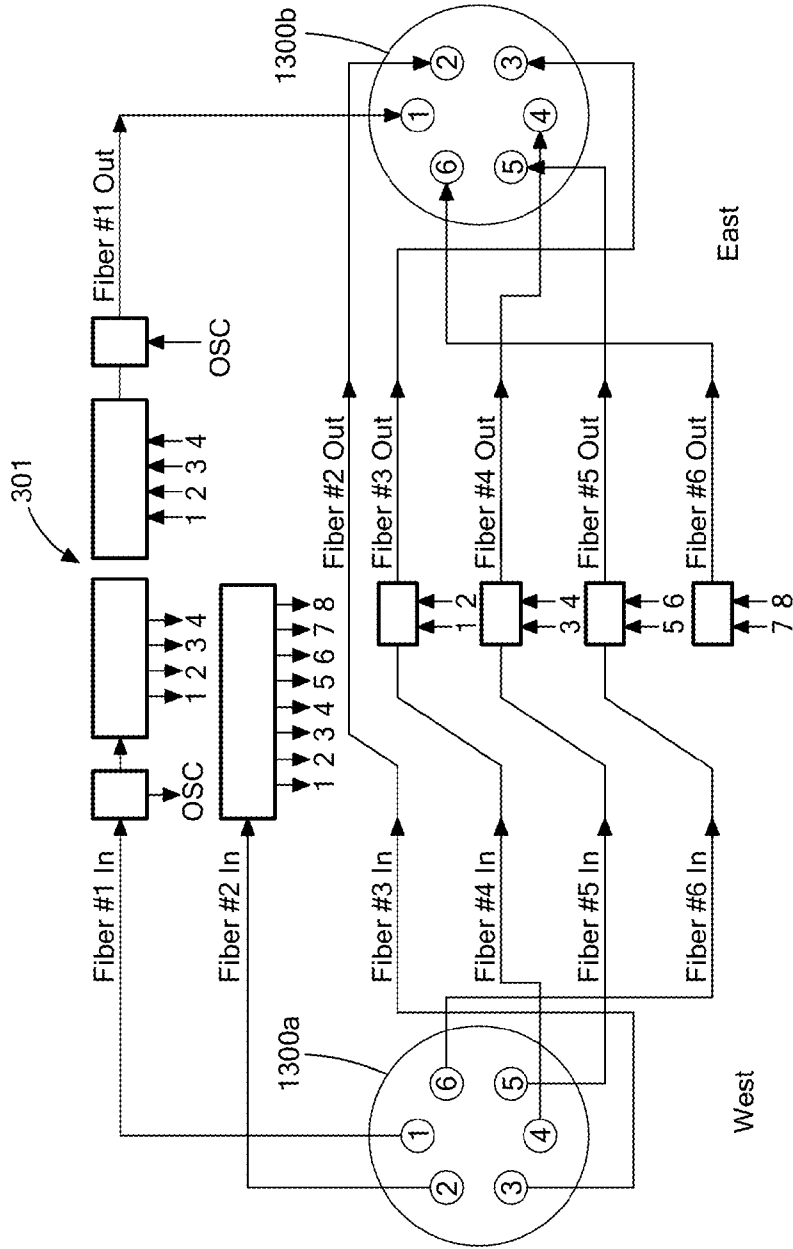 301
Fiber #1 In
Fiber #1 Out
OSC
1 2 3 4
1 2 3 4
OSC
Fiber #2 In
1300a
1300b
1 2 3 4 5 6 7 8
Fiber #2 Out
Fiber #3 In
Fiber #3 Out
1
1
2
6
6
2
1 2
Fiber #4 In
Fiber #4 Out
3
5
5
3
4
4
3 4
Fiber #5 In
Fiber #5 Out
5 6
Fiber #6 In
Fiber #6 Out
West
East
7 8